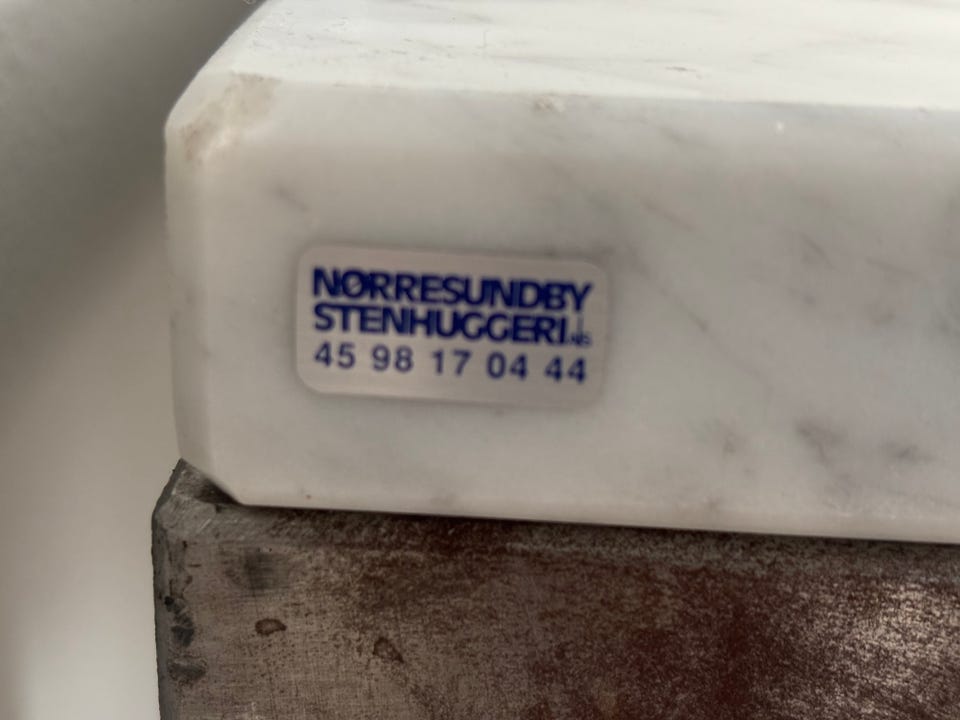 NØRRESUNDBY
STENHUGGERI A/S
45 98 17 04 44